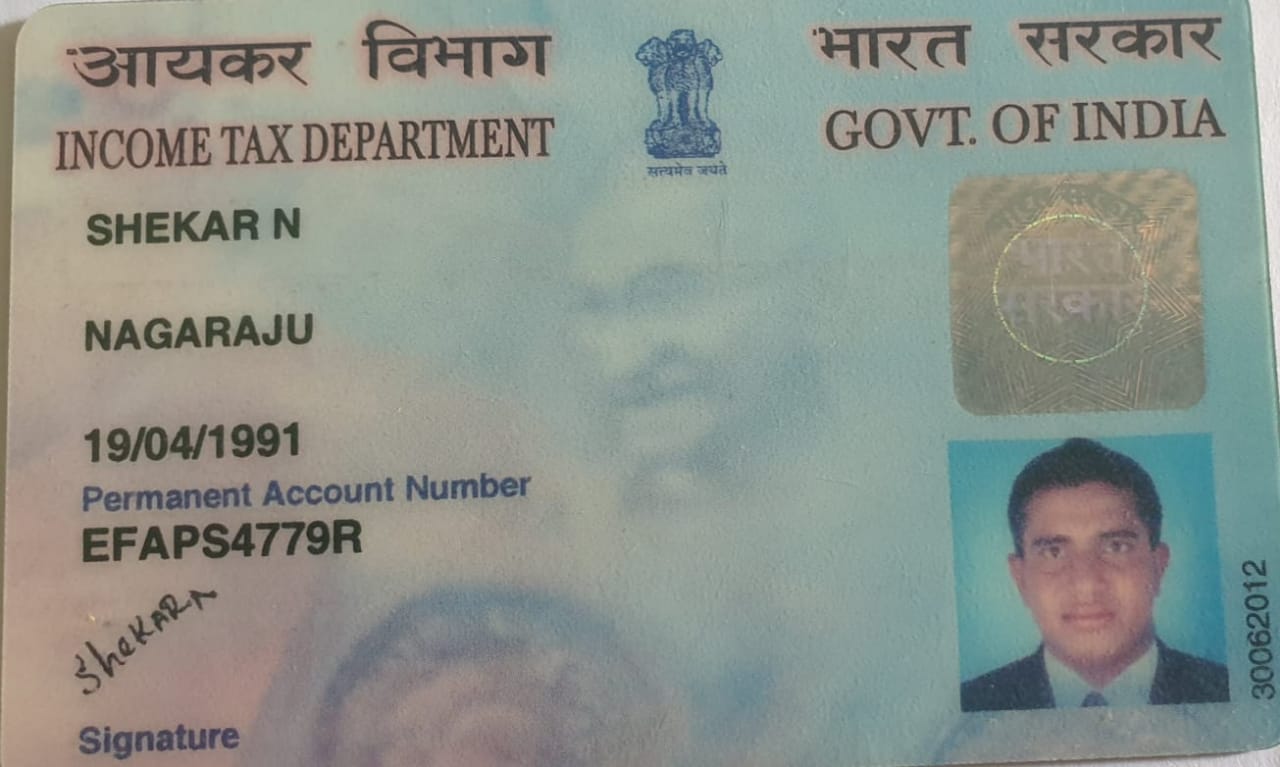 आयकर विभाग
INCOME TAX DEPARTMENT
भारत सरकार
GOVT. OF INDIA
सत्यमेव जयते
SHEKAR N
NAGARAJU
19/04/1991
Permanent Account Number
EFAPS4779R
ShekARN
Signature
भारत
सरकार
30062012